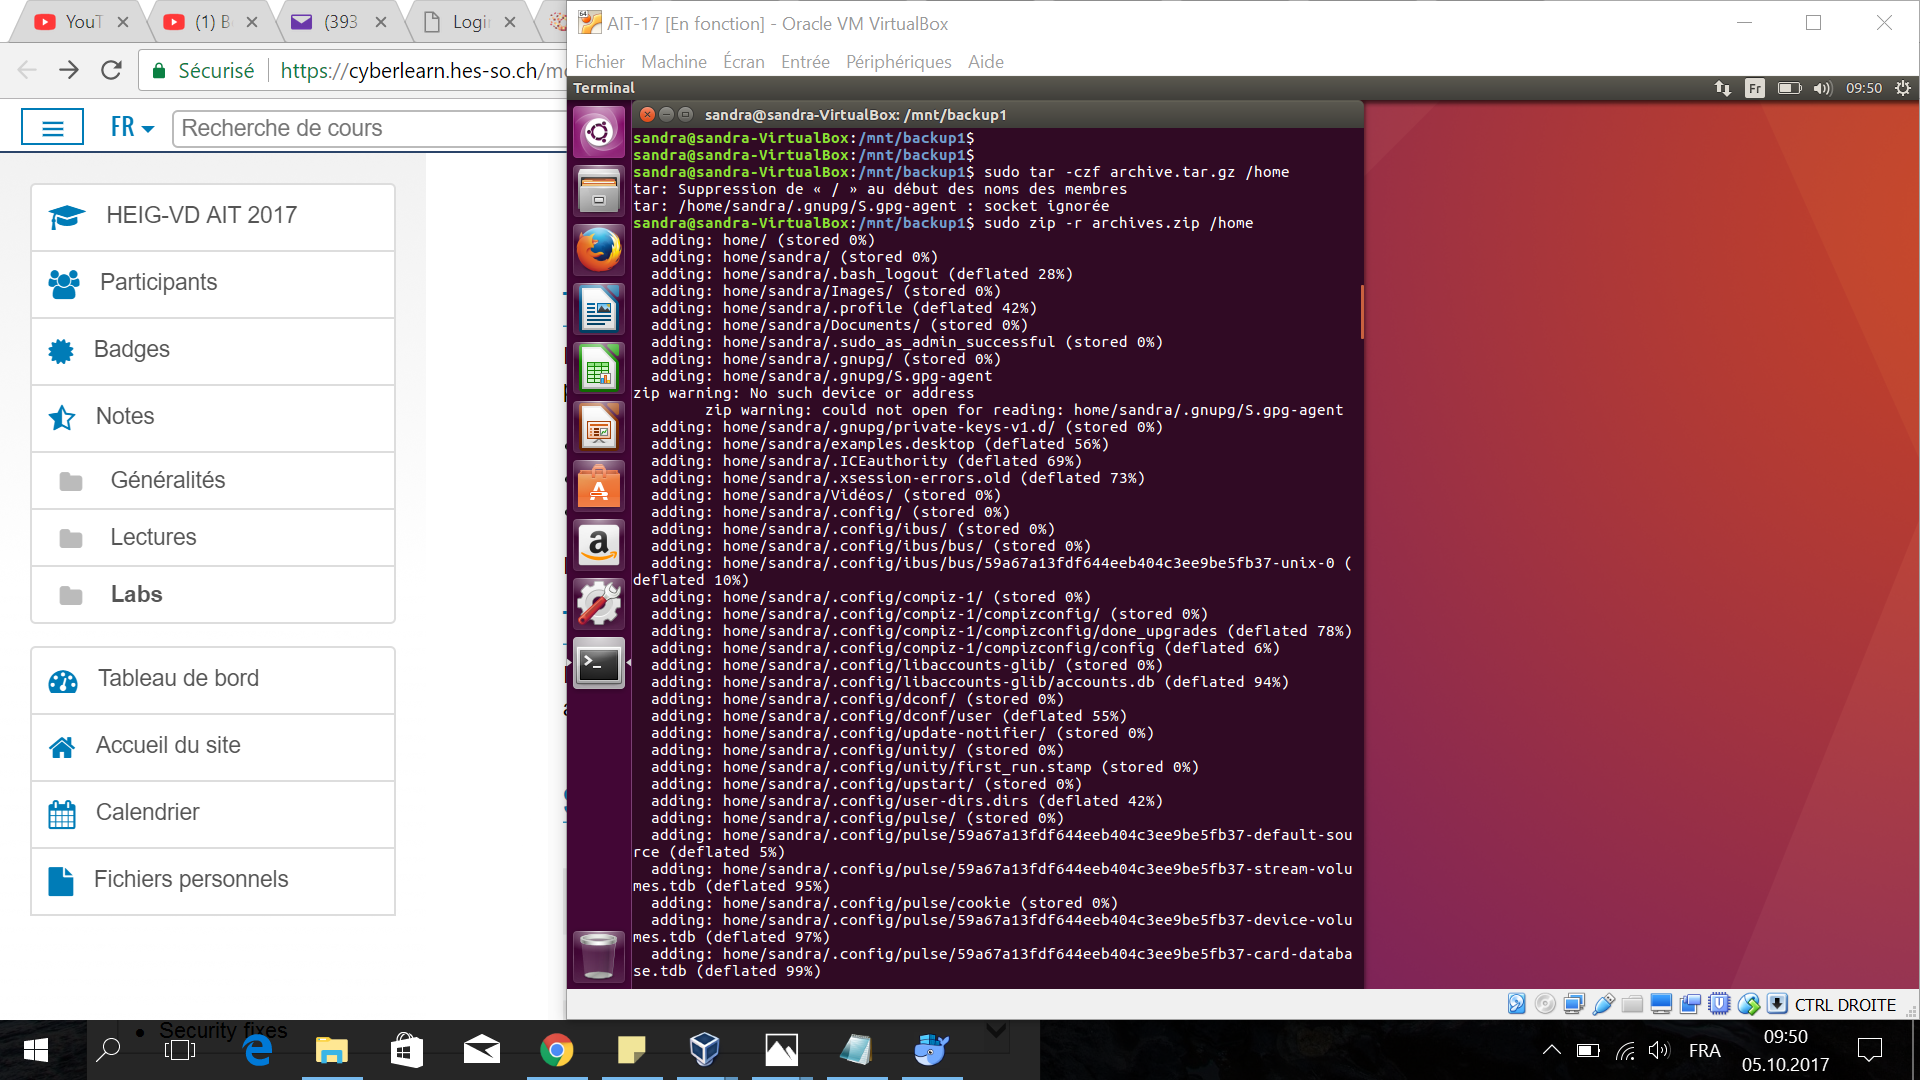 YouT
(1) B
(393
Login
Sécurisé
https://cyberlearn.hes-so.ch/mo
FR
Recherche de cours
HEIG-VD AIT 2017
Participants
Badges
Notes
Généralités
Lectures
Labs
Tableau de bord
Accueil du site
Calendrier
Fichiers personnels
AIT-17 [En fonction] - Oracle VM VirtualBox
Fichier Machine Écran Entrée Périphériques Aide
Terminal
Fr
09:50
sandra@sandra-VirtualBox: /mnt/backup1
sandra@sandra-VirtualBox:/mnt/backup1$
sandra@sandra-VirtualBox:/mnt/backup1$
sandra@sandra-VirtualBox:/mnt/backup1$ sudo tar -czf archive.tar.gz /home
tar: Suppression de « / » au début des noms des membres
tar: /home/sandra/.gnupg/S.gpg-agent : socket ignorée
sandra@sandra-VirtualBox:/mnt/backup1$ sudo zip -r archives.zip /home
adding: home/ (stored 0%)
adding: home/sandra/ (stored 0%)
adding: home/sandra/.bash_logout (deflated 28%)
adding: home/sandra/Images/ (stored 0%)
adding: home/sandra/.profile (deflated 42%)
adding: home/sandra/Documents/ (stored 0%)
adding: home/sandra/.sudo_as_admin_successful (stored 0%)
adding: home/sandra/.gnupg/ (stored 0%)
adding: home/sandra/.gnupg/S.gpg-agent
zip warning: No such device or address
zip warning: could not open for reading: home/sandra/.gnupg/S.gpg-agent
adding: home/sandra/.gnupg/private-keys-v1.d/ (stored 0%)
adding: home/sandra/examples.desktop (deflated 56%)
adding: home/sandra/.ICEauthority (deflated 69%)
adding: home/sandra/.xsession-errors.old (deflated 73%)
adding: home/sandra/Vidéos/ (stored 0%)
adding: home/sandra/.config/ (stored 0%)
adding: home/sandra/.config/ibus/ (stored 0%)
adding: home/sandra/.config/ibus/bus/ (stored 0%)
adding: home/sandra/.config/ibus/bus/59a67a13fdf644eeb404c3ee9be5fb37-unix-0 (
deflated 10%)
adding: home/sandra/.config/compiz-1/ (stored 0%)
adding: home/sandra/.config/compiz-1/compizconfig/ (stored 0%)
adding: home/sandra/.config/compiz-1/compizconfig/done_upgrades (deflated 78%)
adding: home/sandra/.config/compiz-1/compizconfig/config (deflated 6%)
adding: home/sandra/.config/libaccounts-glib/ (stored 0%)
adding: home/sandra/.config/libaccounts-glib/accounts.db (deflated 94%)
adding: home/sandra/.config/dconf/ (stored 0%)
adding: home/sandra/.config/dconf/user (deflated 55%)
adding: home/sandra/.config/update-notifier/ (stored 0%)
adding: home/sandra/.config/unity/ (stored 0%)
adding: home/sandra/.config/unity/first_run.stamp (stored 0%)
adding: home/sandra/.config/upstart/ (stored 0%)
adding: home/sandra/.config/user-dirs.dirs (deflated 42%)
adding: home/sandra/.config/pulse/ (stored 0%)
adding: home/sandra/.config/pulse/59a67a13fdf644eeb404c3ee9be5fb37-default-sou
rce (deflated 5%)
adding: home/sandra/.config/pulse/59a67a13fdf644eeb404c3ee9be5fb37-stream-volu
mes.tdb (deflated 95%)
adding: home/sandra/.config/pulse/cookie (stored 0%)
adding: home/sandra/.config/pulse/59a67a13fdf644eeb404c3ee9be5fb37-device-volu
mes.tdb (deflated 97%)
adding: home/sandra/.config/pulse/59a67a13fdf644eeb404c3ee9be5fb37-card-databa
se.tdb (deflated 99%)
CTRL DROITE
Security fixes
FRA
09:50
05.10.2017